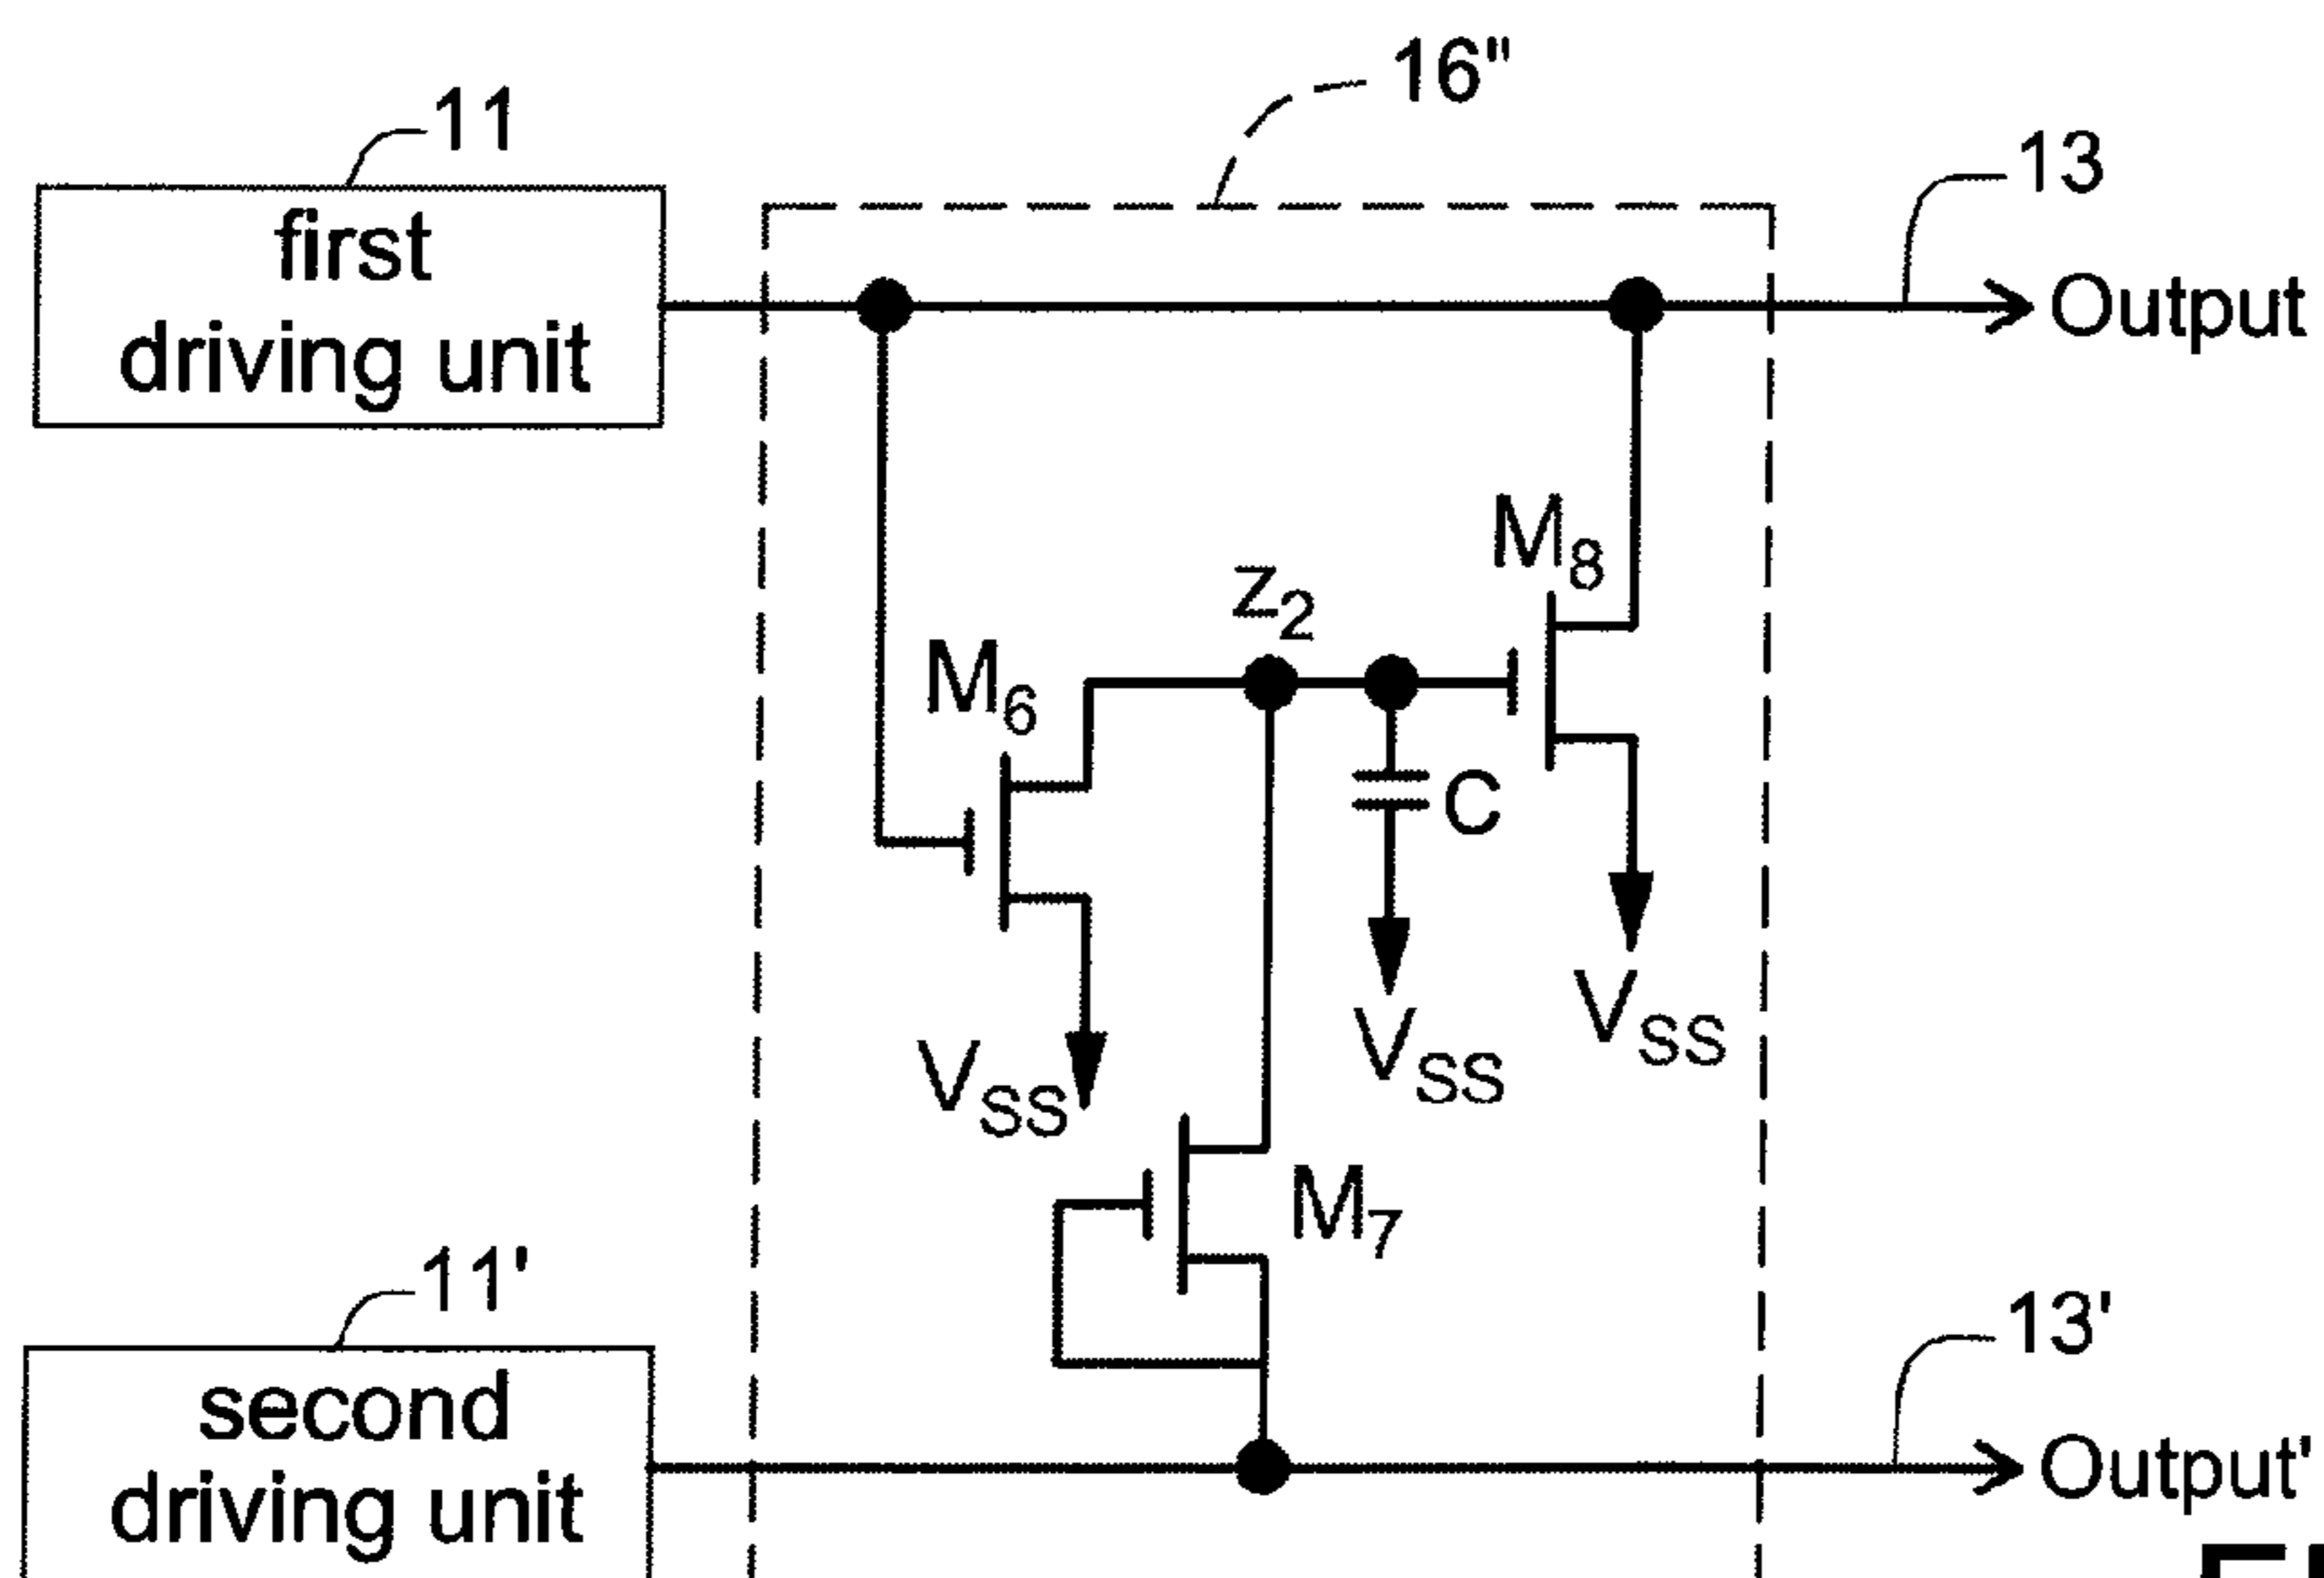 16"
11
13
first
driving unit
Output
M8
z2
M6
C
VSS
VSS
VSS
M7
11'
13'
second
driving unit
Output'